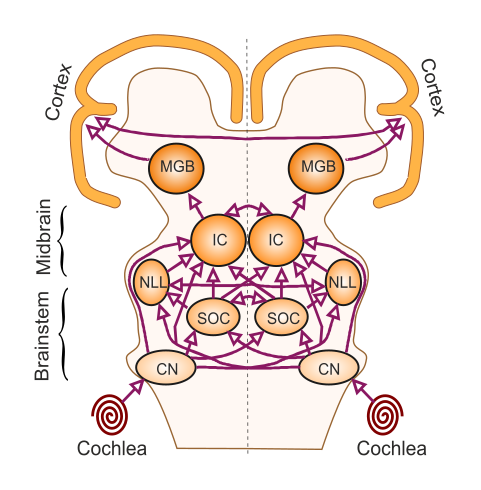 Cortex
Cortex
MGB
MGB
Midbrain
IC
IC
NLL
NLL
Brainstem
SOC
SOC
CN
CN
Cochlea
Cochlea